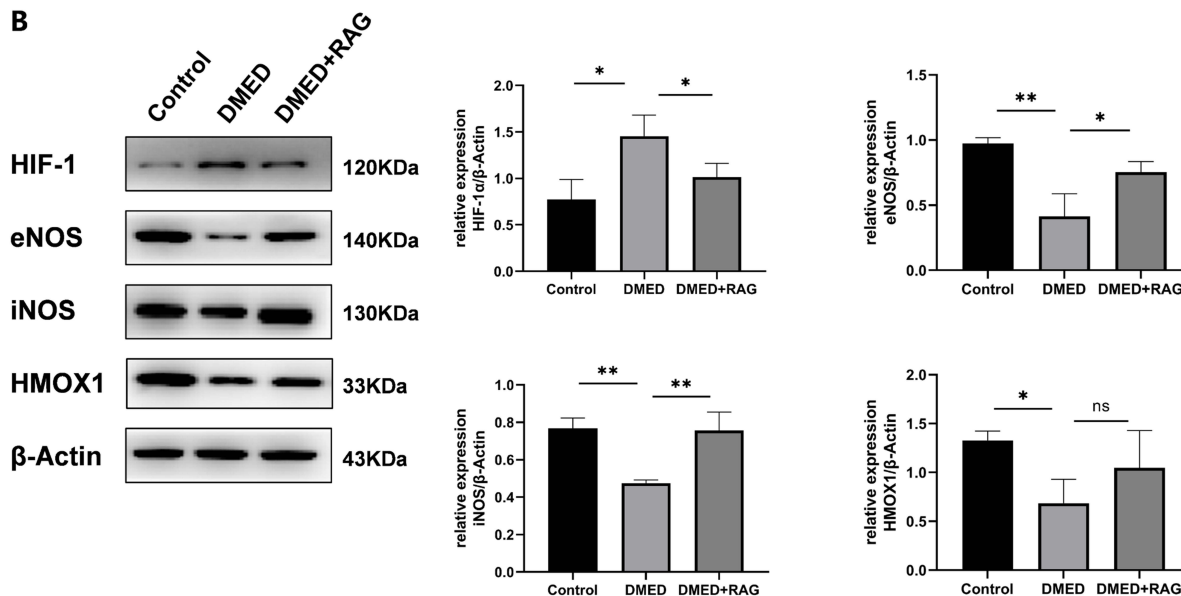 B
Control
DMED
DMED+RAG
HIF-1
120KDa
eNOS
140KDa
iNOS
130KDa
HMOX1
33KDa
β-Actin
43KDa
relative expression
HIF-1α/β-Actin
2.0
1.5
1.0
0.5
0.0
*
*
Control
DMED
DMED+RAG
relative expression
eNOS/β-Actin
1.5
1.0
0.5
0.0
**
*
Control
DMED
DMED+RAG
relative expression
iNOS/β-Actin
1.0
0.8
0.6
0.4
0.2
0.0
**
**
Control
DMED
DMED+RAG
relative expression
HMOX1/β-Actin
2.0
1.5
1.0
0.5
0.0
*
ns
Control
DMED
DMED+RAG